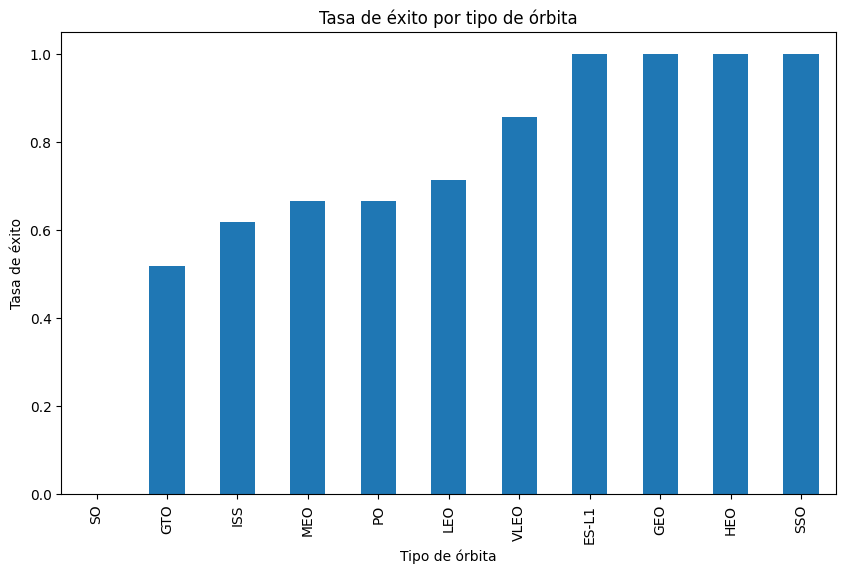 Tasa de éxito por tipo de órbita
Tasa de éxito
1.0
0.8
0.6
0.4
0.2
0.0
SO
GTO
ISS
MEO
PO
LEO
VLEO
ES-L1
GEO
HEO
SSO
Tipo de órbita